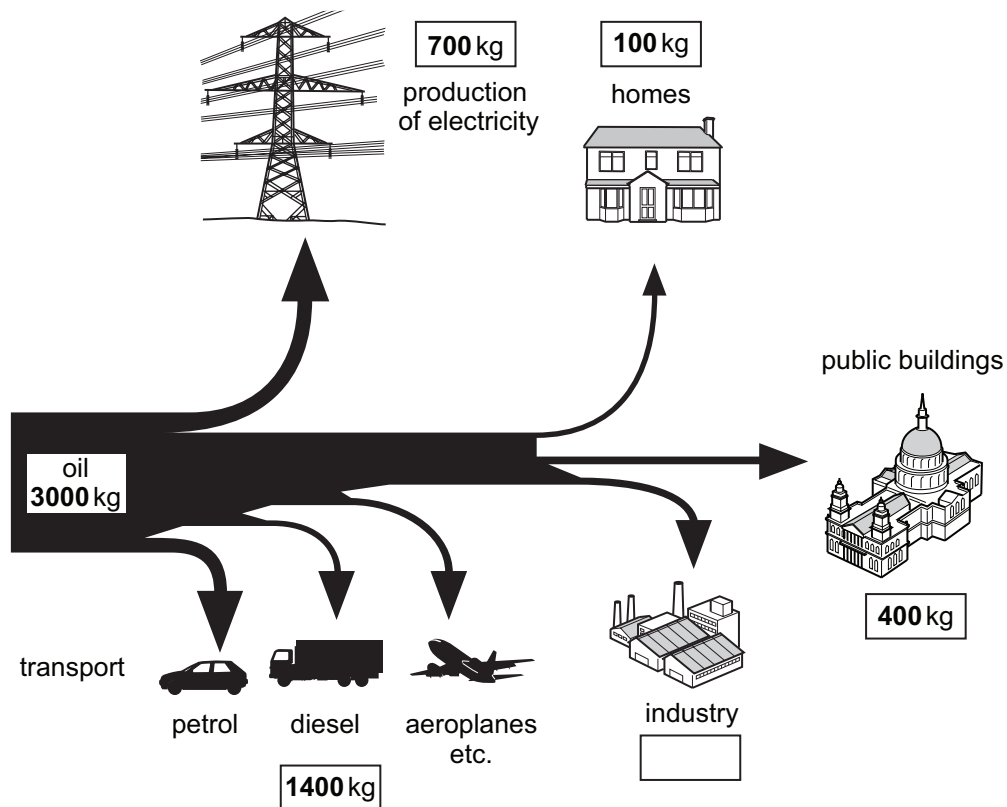 700 kg
100 kg
production
of electricity
homes
public buildings
oil
3000 kg
400 kg
transport
petrol
diesel
aeroplanes
etc.
industry
1400 kg